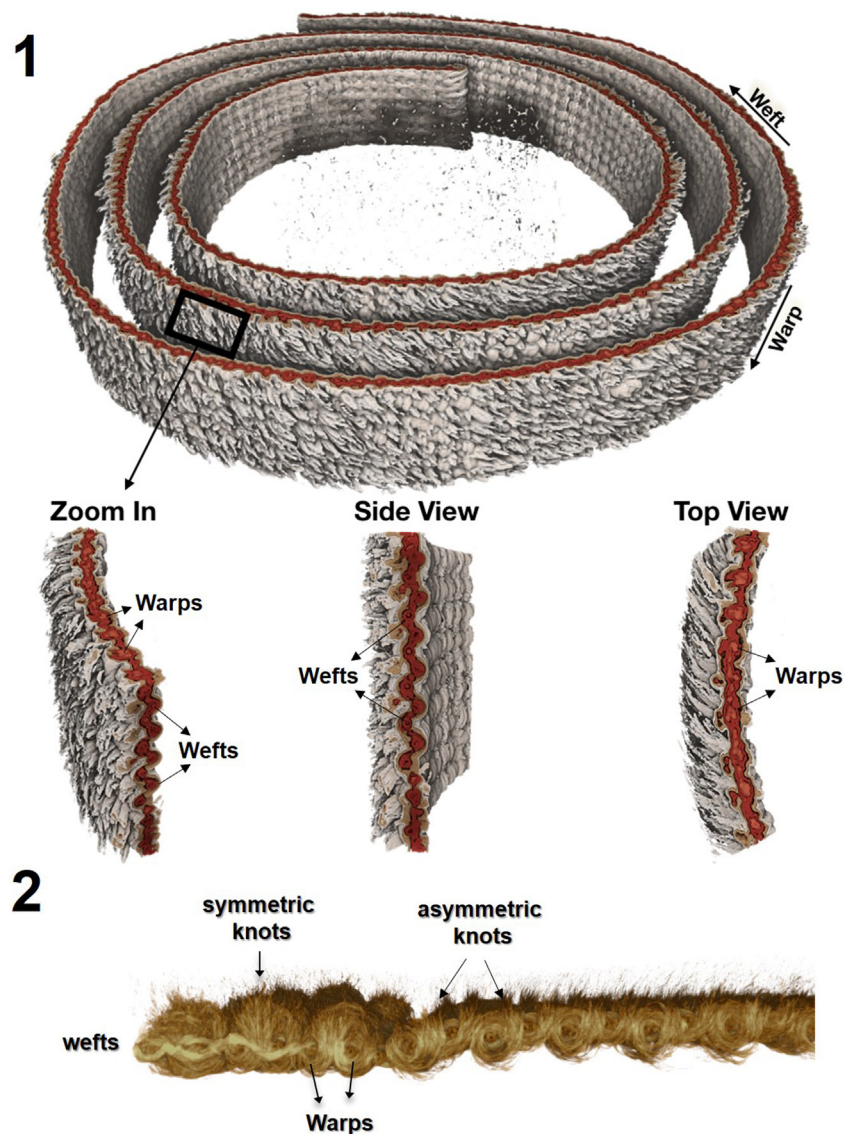 1
Weft
Warp
Zoom In
Side View
Top View
Warps
Wefts
Wefts
Warps
2
symmetric
knots
asymmetric
knots
wefts
Warps